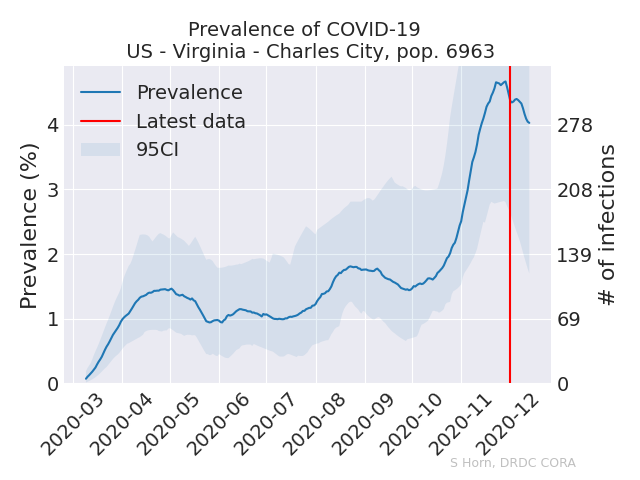 Prevalence of COVID-19
US - Virginia - Charles City, pop. 6963
Prevalence
Latest data
95CI
Prevalence (%)
4
3
2
1
0
278
208
139
69
0
# of infections
2020-03
2020-04
2020-05
2020-06
2020-07
2020-08
2020-09
2020-10
2020-11
2020-12
S Horn, DRDC CORA